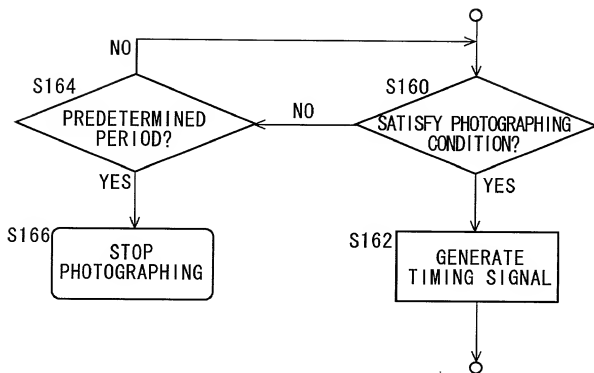 NO
S164
S160
PREDETERMINED
PERIOD?
NO
SATISFY PHOTOGRAPHING
CONDITION?
YES
YES
S166
STOP
PHOTOGRAPHING
S162
GENERATE
TIMING SIGNAL